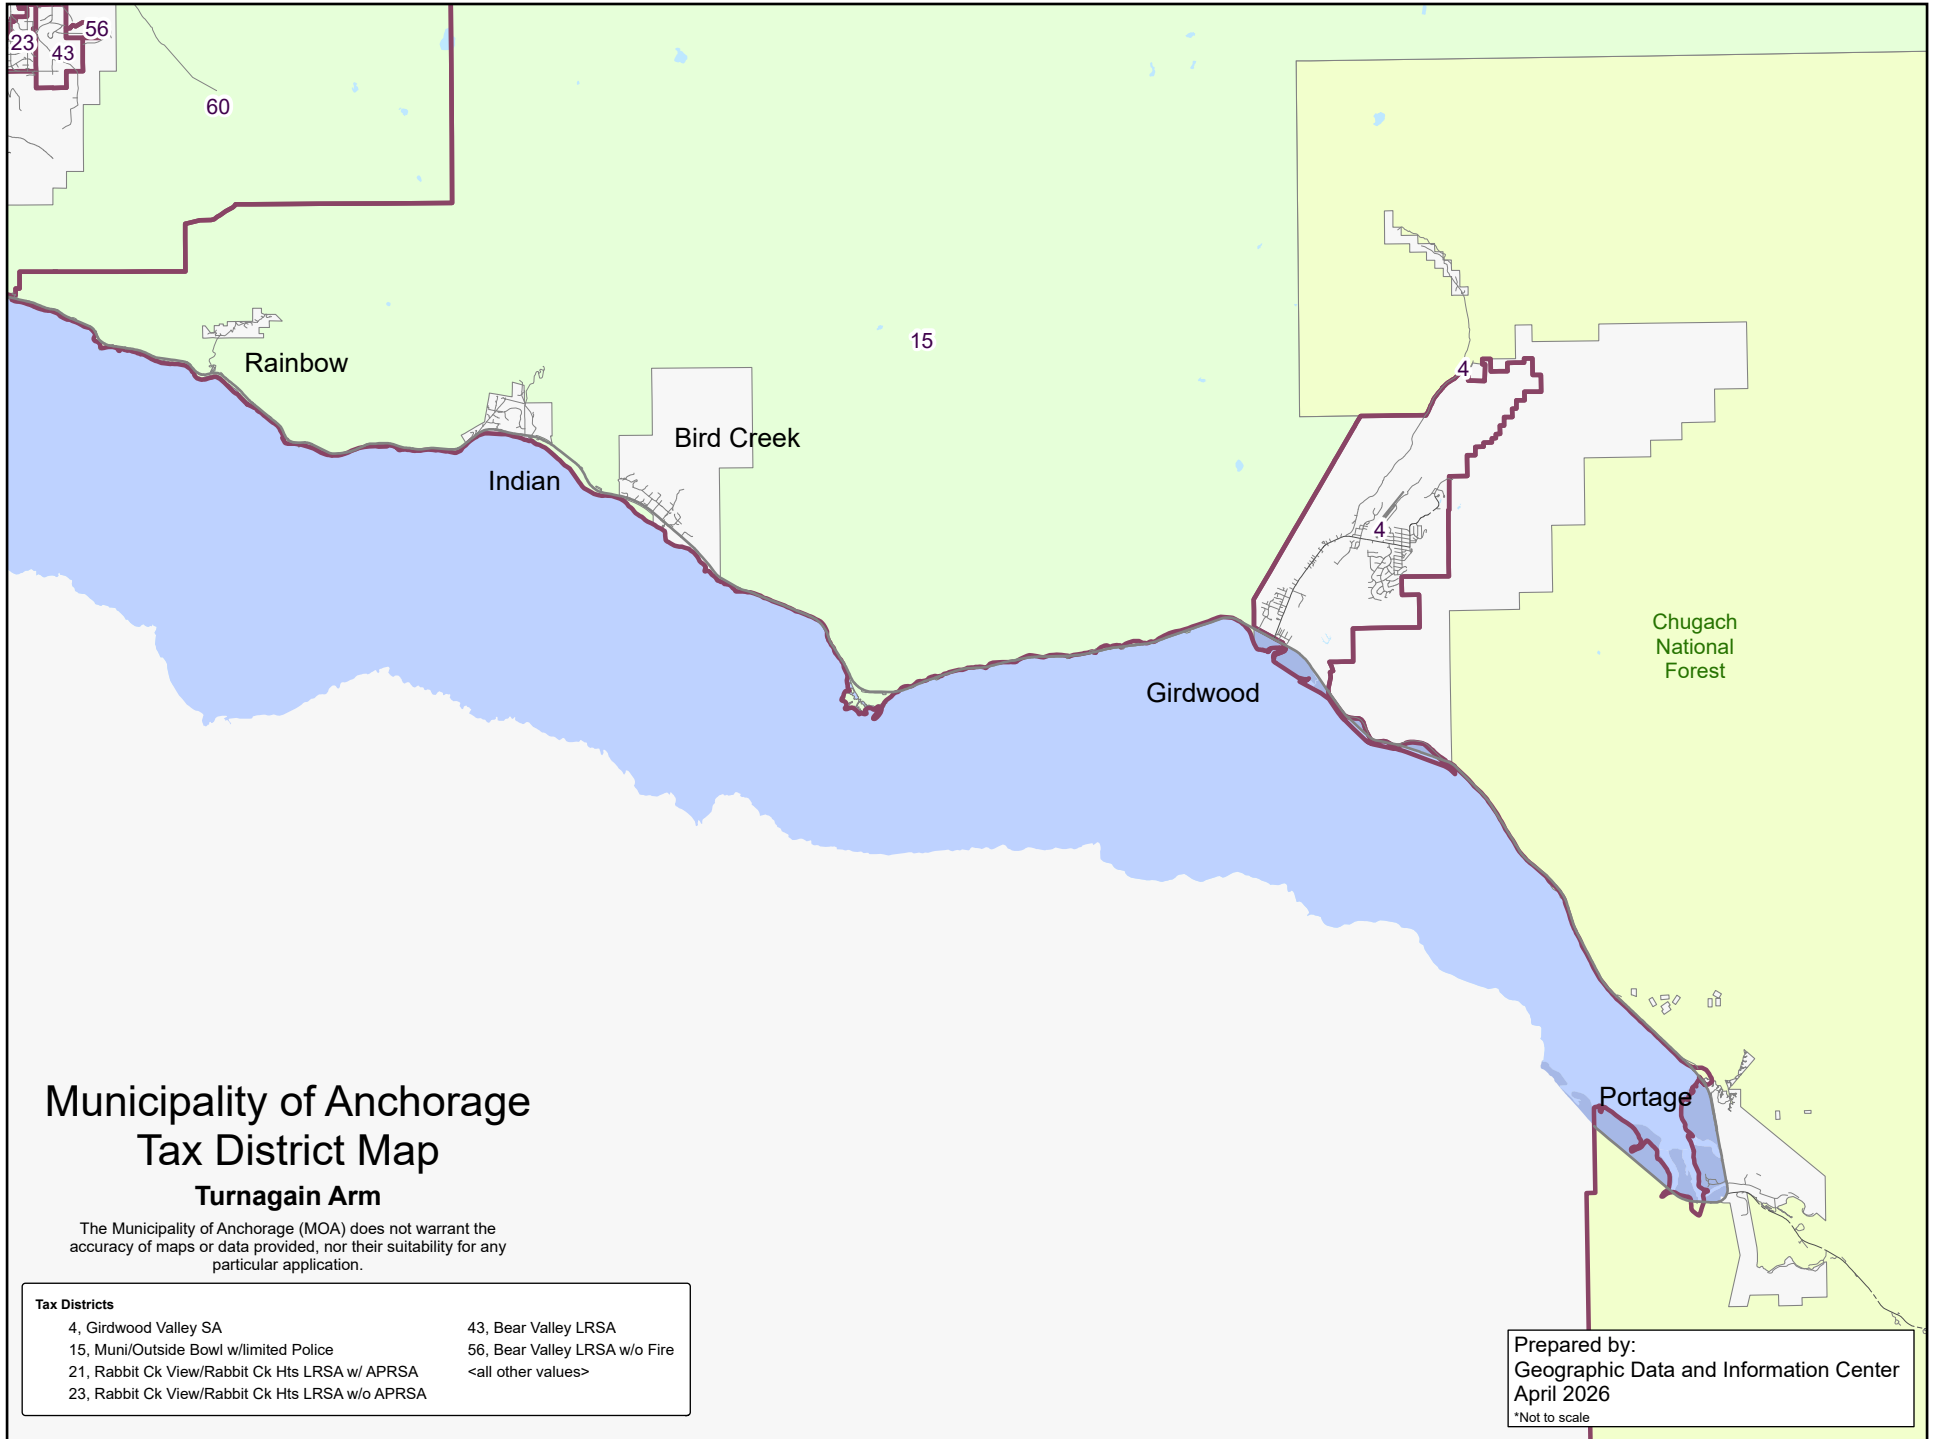 56
23
43
60
15
Rainbow
4
Bird Creek
Indian
4
Chugach
National
Forest
Girdwood
Portage
Municipality of Anchorage
Tax District Map
Turnagain Arm
The Municipality of Anchorage (MOA) does not warrant the
accuracy of maps or data provided, nor their suitability for any
particular application.
Tax Districts
4, Girdwood Valley SA
15, Muni/Outside Bowl w/limited Police
21, Rabbit Ck View/Rabbit Ck Hts LRSA w/ APRSA
23, Rabbit Ck View/Rabbit Ck Hts LRSA w/o APRSA
43, Bear Valley LRSA
56, Bear Valley LRSA w/o Fire
<all other values>
Prepared by:
Geographic Data and Information Center
April 2026
*Not to scale